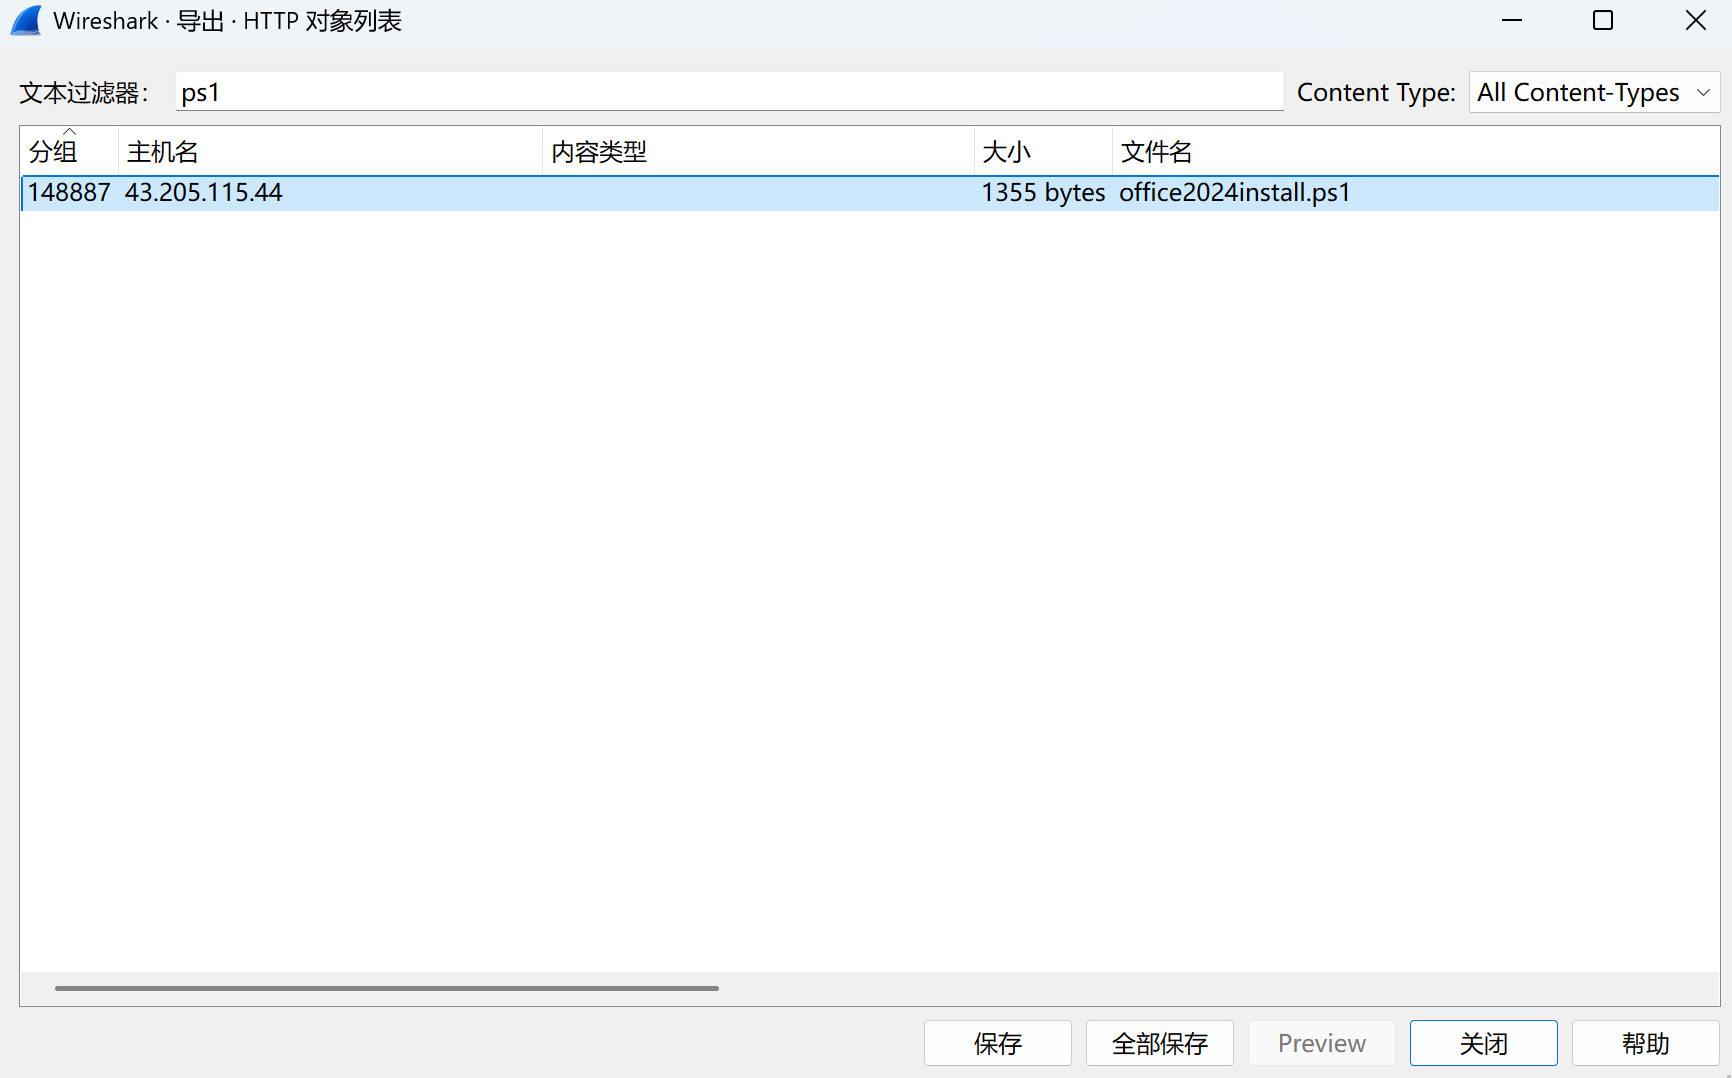 Wireshark · 导出 · HTTP 对象列表
文本过滤器： ps1 Content Type: All Content-Types
分组 主机名 内容类型 大小 文件名
148887 43.205.115.44 1355 bytes office2024install.ps1
保存 全部保存 Preview 关闭 帮助